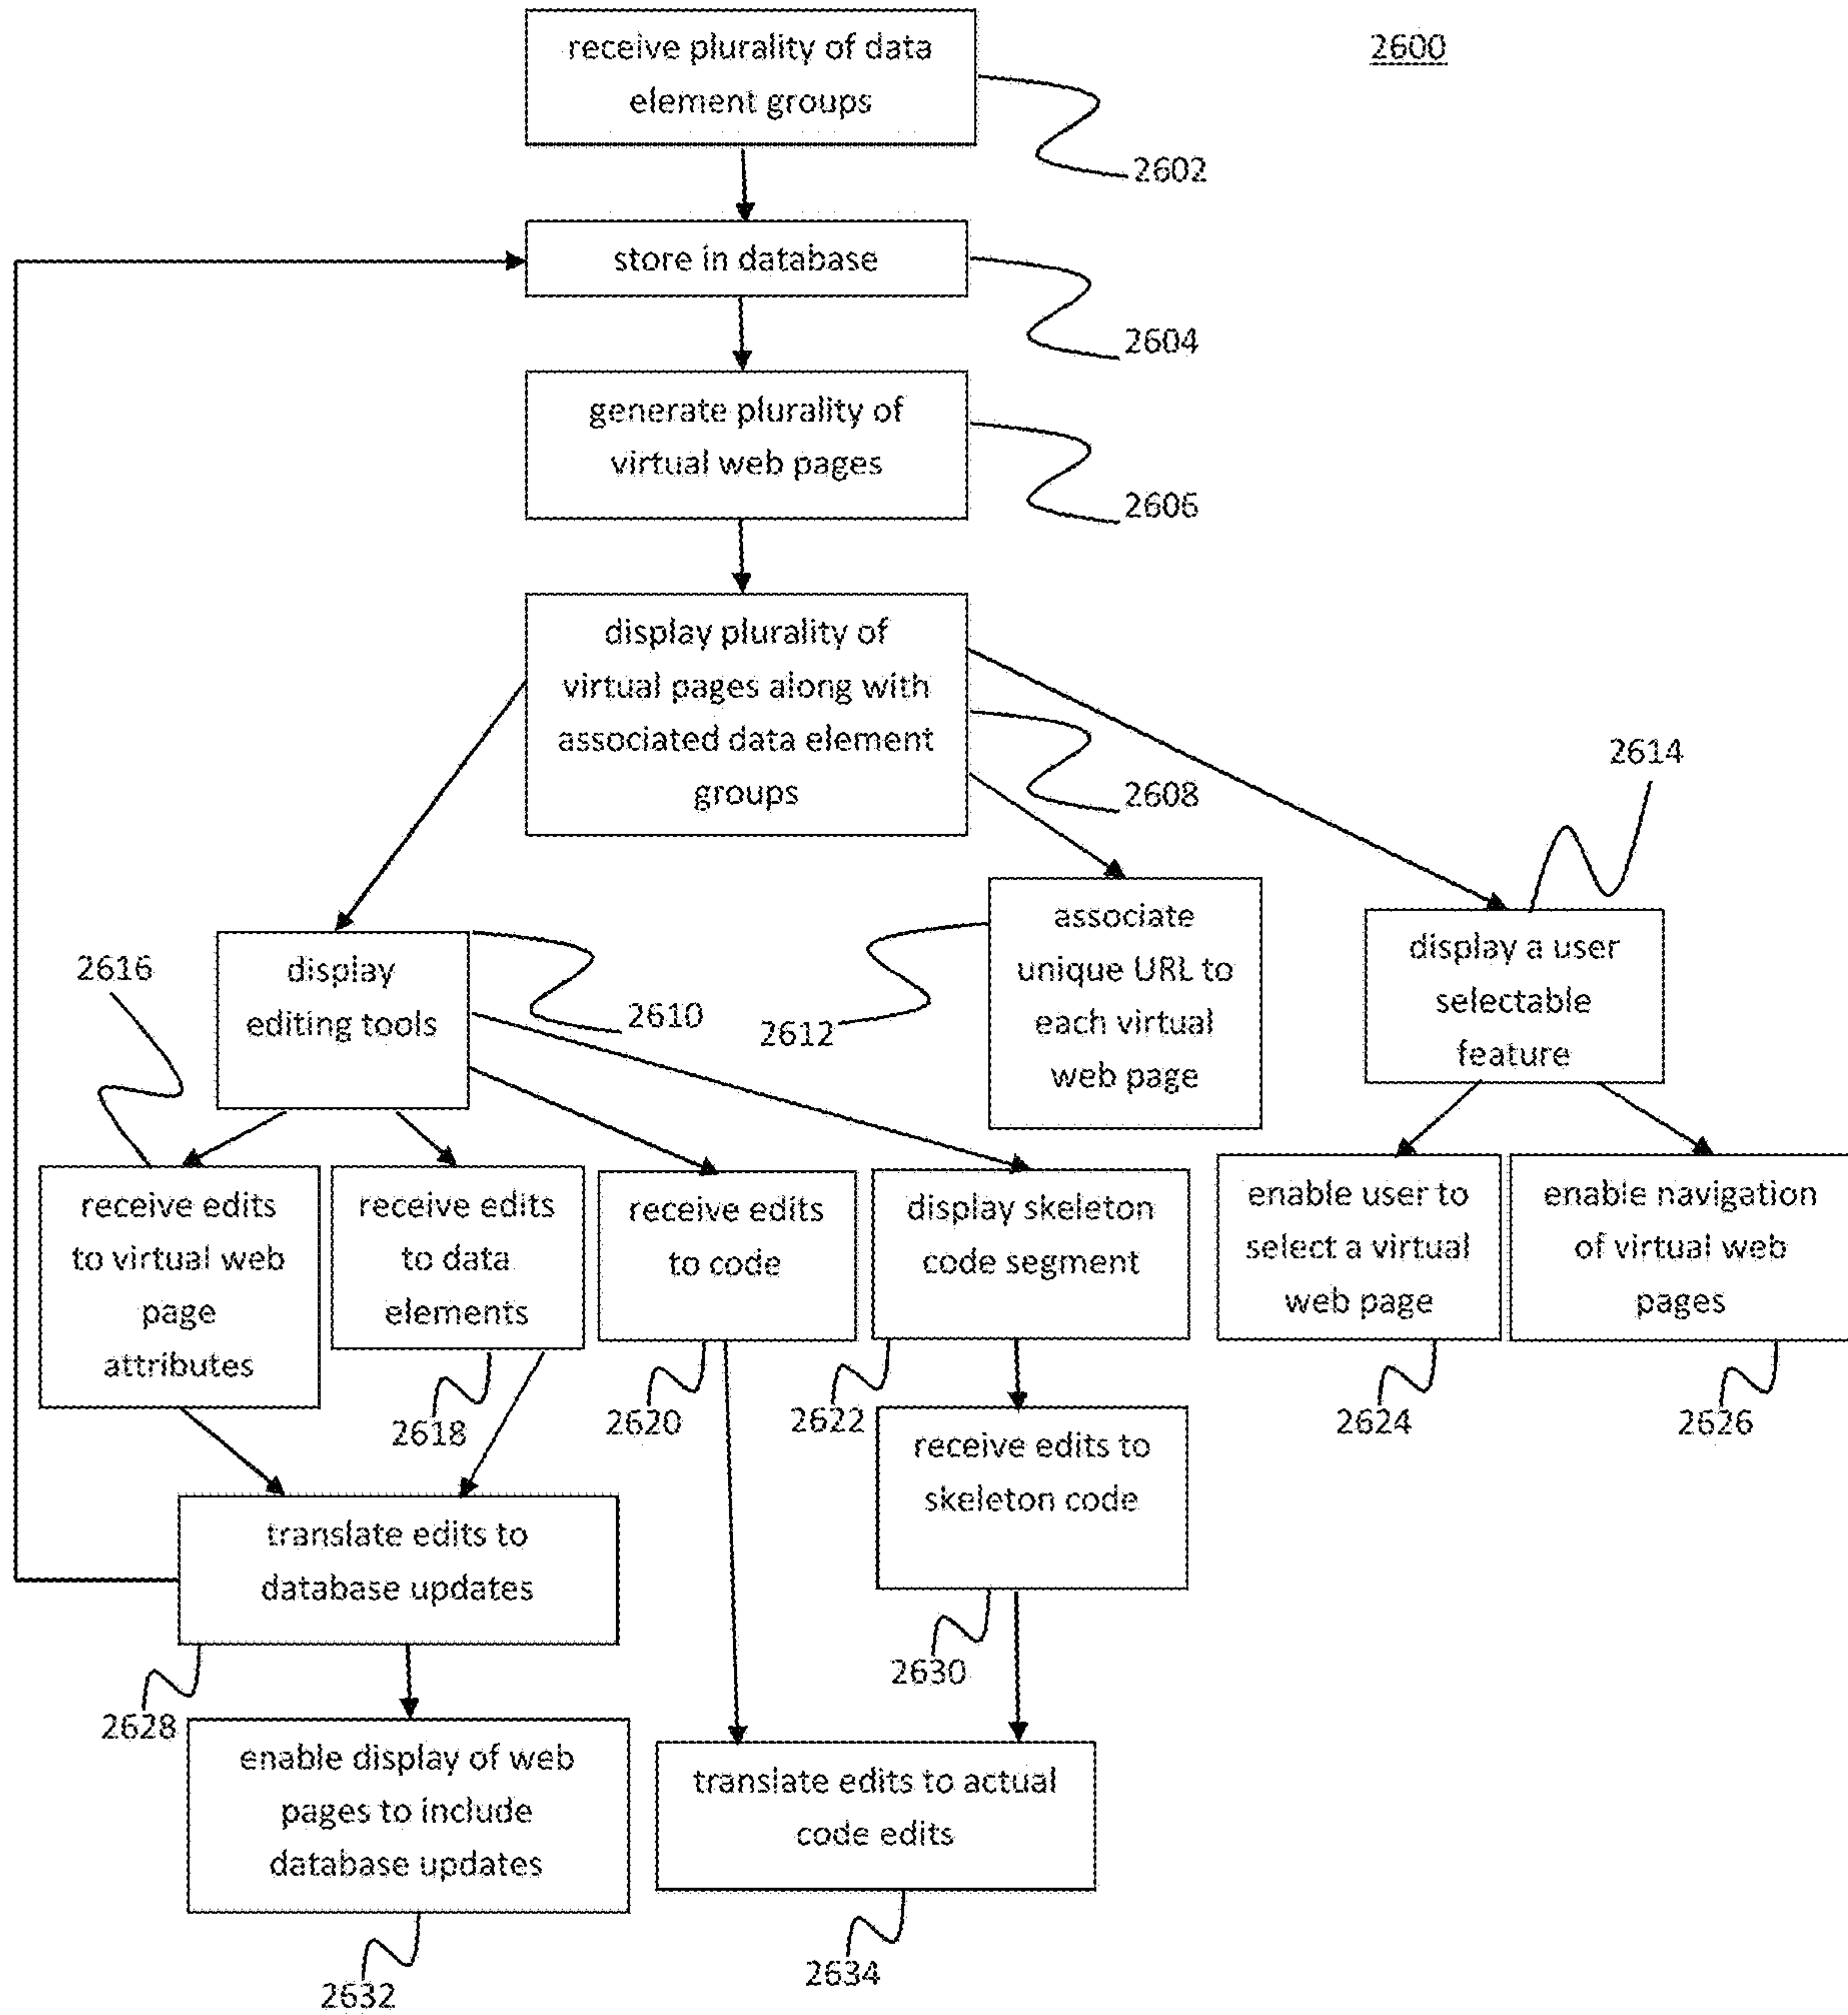 receive plurality of data
element groups
2600
2602
store in database
2604
generate plurality of
virtual web pages
2606
display plurality of
virtual pages along with
associated data element
groups
2608
2614
associate
unique URL to
each virtual
web page
2612
display a user
selectable
feature
2616
display
editing tools
2610
receive edits
to virtual web
page
attributes
receive edits
to data
elements
2618
receive edits
to code
2620
display skeleton
code segment
2622
enable user to
select a virtual
web page
2624
enable navigation
of virtual web
pages
2626
receive edits to
skeleton code
2630
translate edits to
database updates
2628
enable display of web
pages to include
database updates
2632
translate edits to actual
code edits
2634